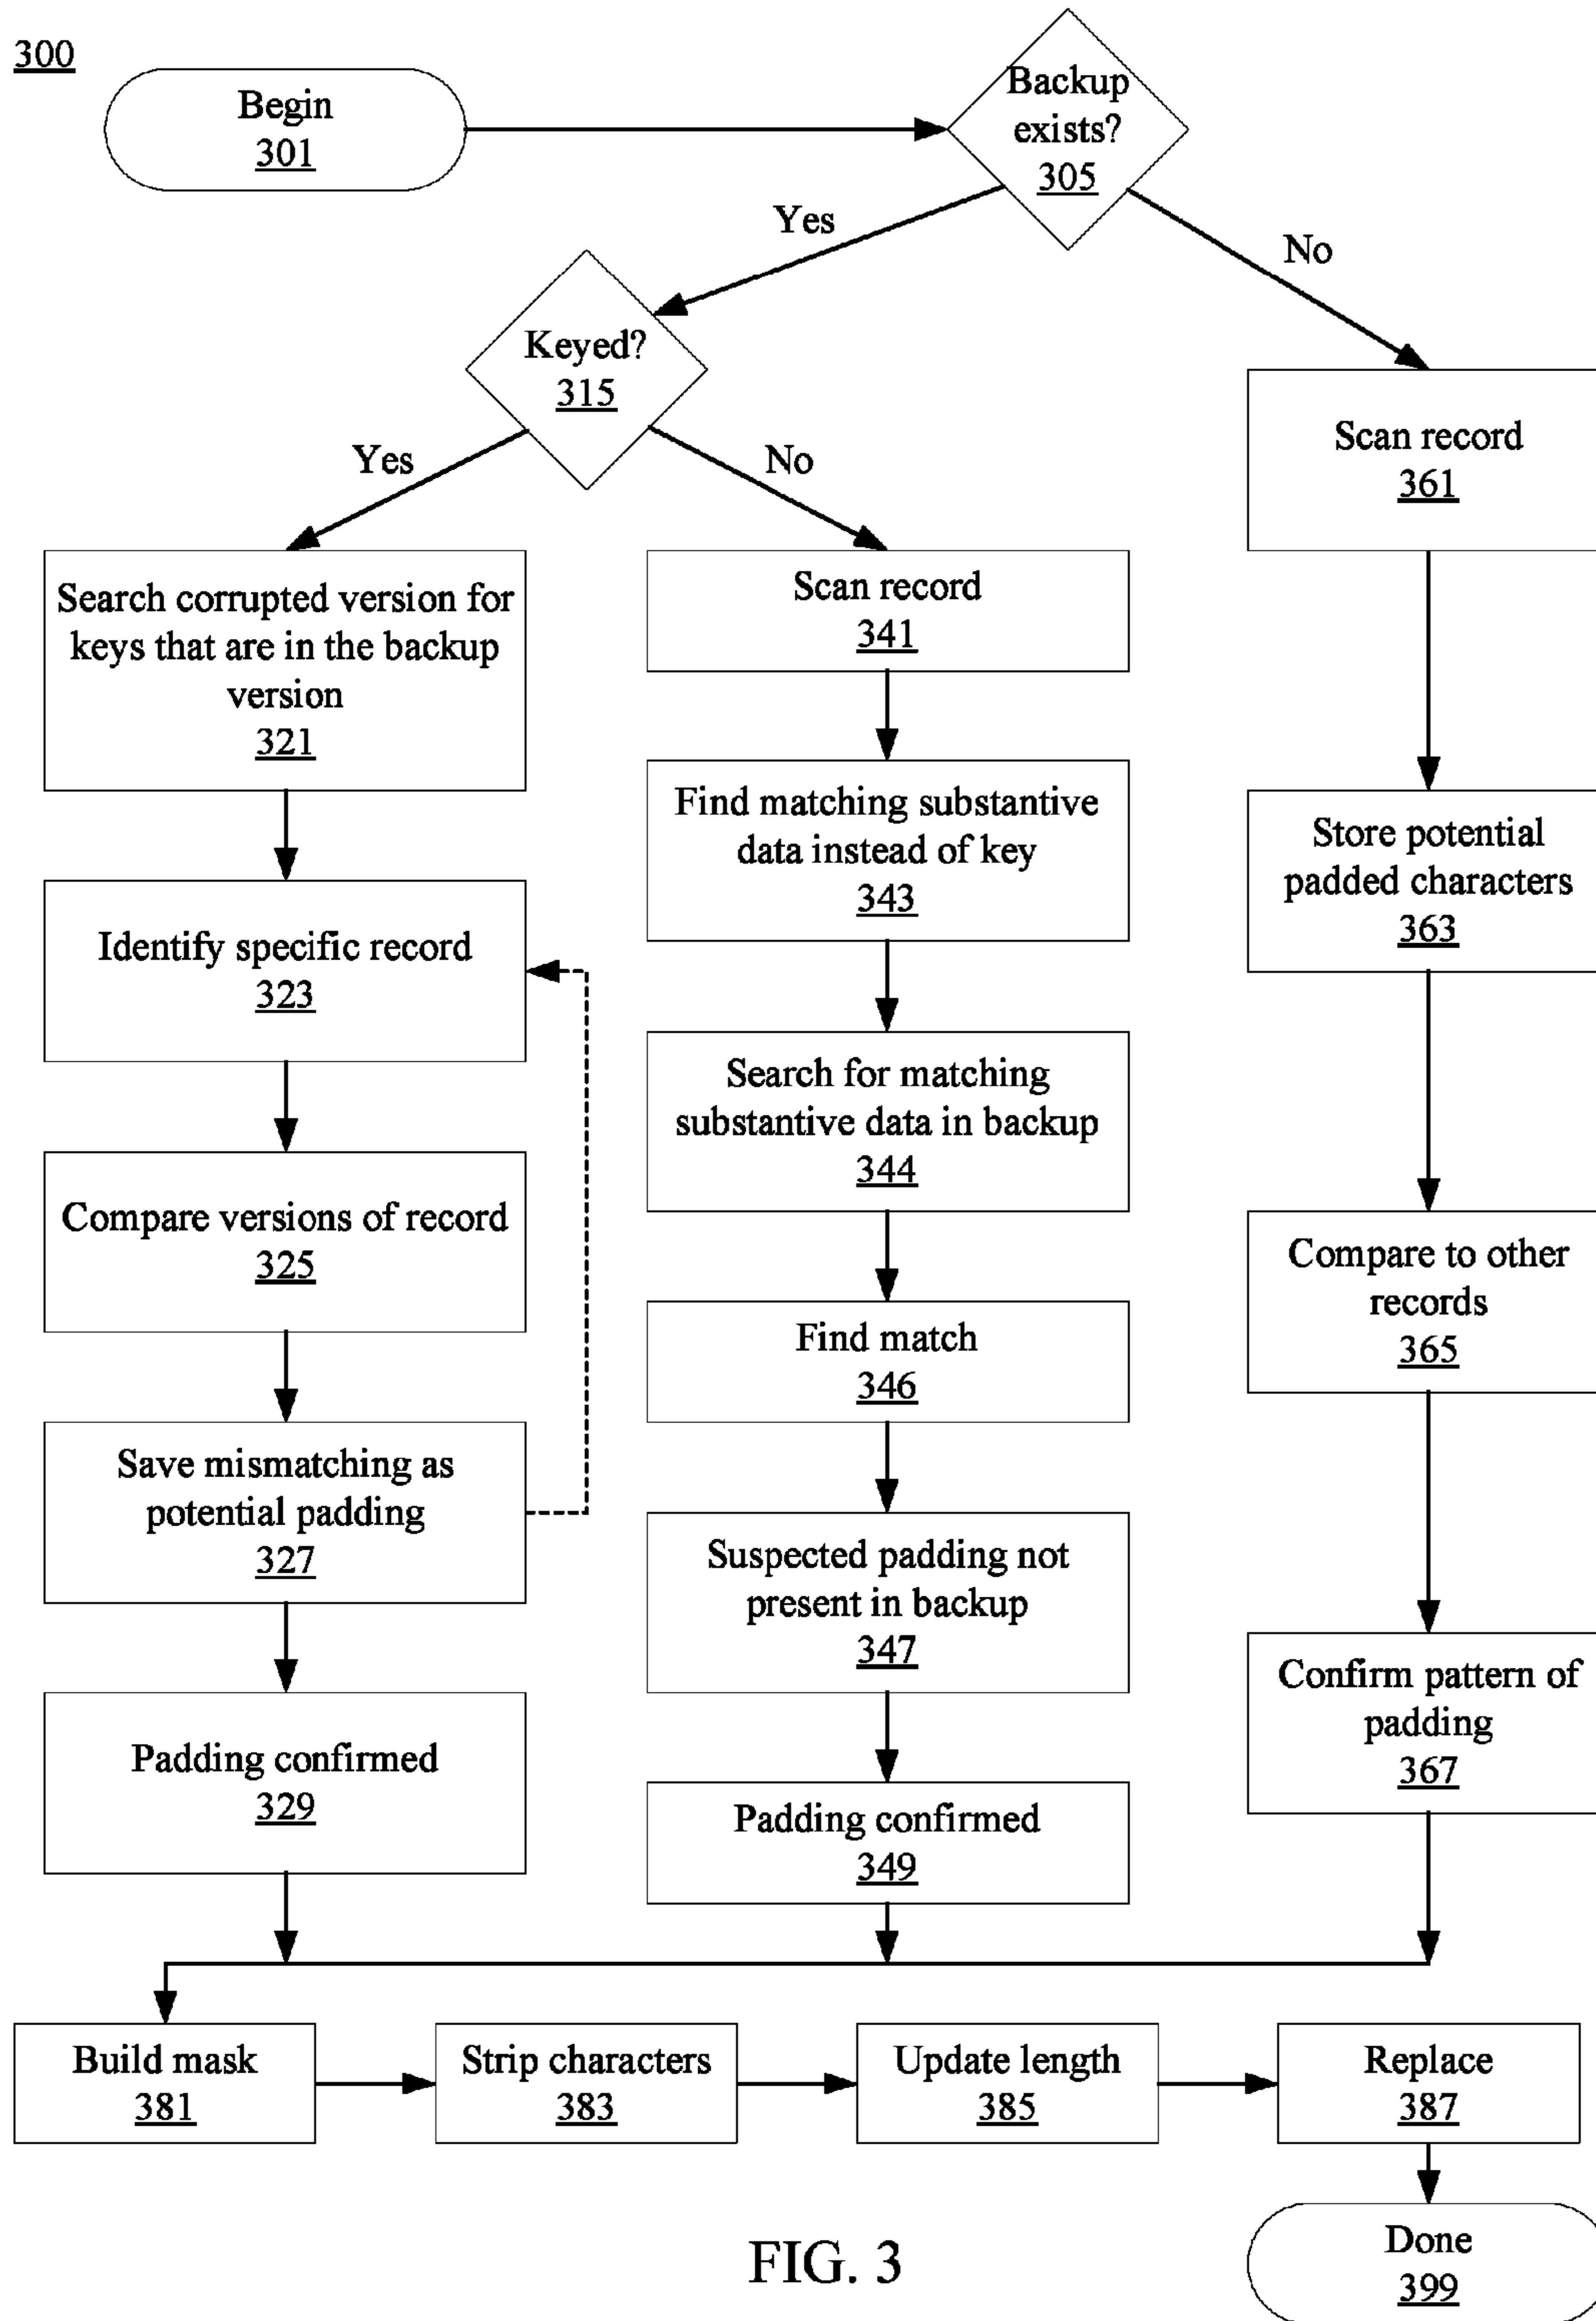 300
Begin
301
Backup
exists?
305
Yes
No
Keyed?
315
Yes
No
Search corrupted version for
keys that are in the backup
version
321
Identify specific record
323
Compare versions of record
325
Save mismatching as
potential padding
327
Padding confirmed
329
Scan record
341
Find matching substantive
data instead of key
343
Search for matching
substantive data in backup
344
Find match
346
Suspected padding not
present in backup
347
Padding confirmed
349
Scan record
361
Store potential
padded characters
363
Compare to other
records
365
Confirm pattern of
padding
367
Build mask
381
Strip characters
383
Update length
385
Replace
387
Done
399
FIG. 3